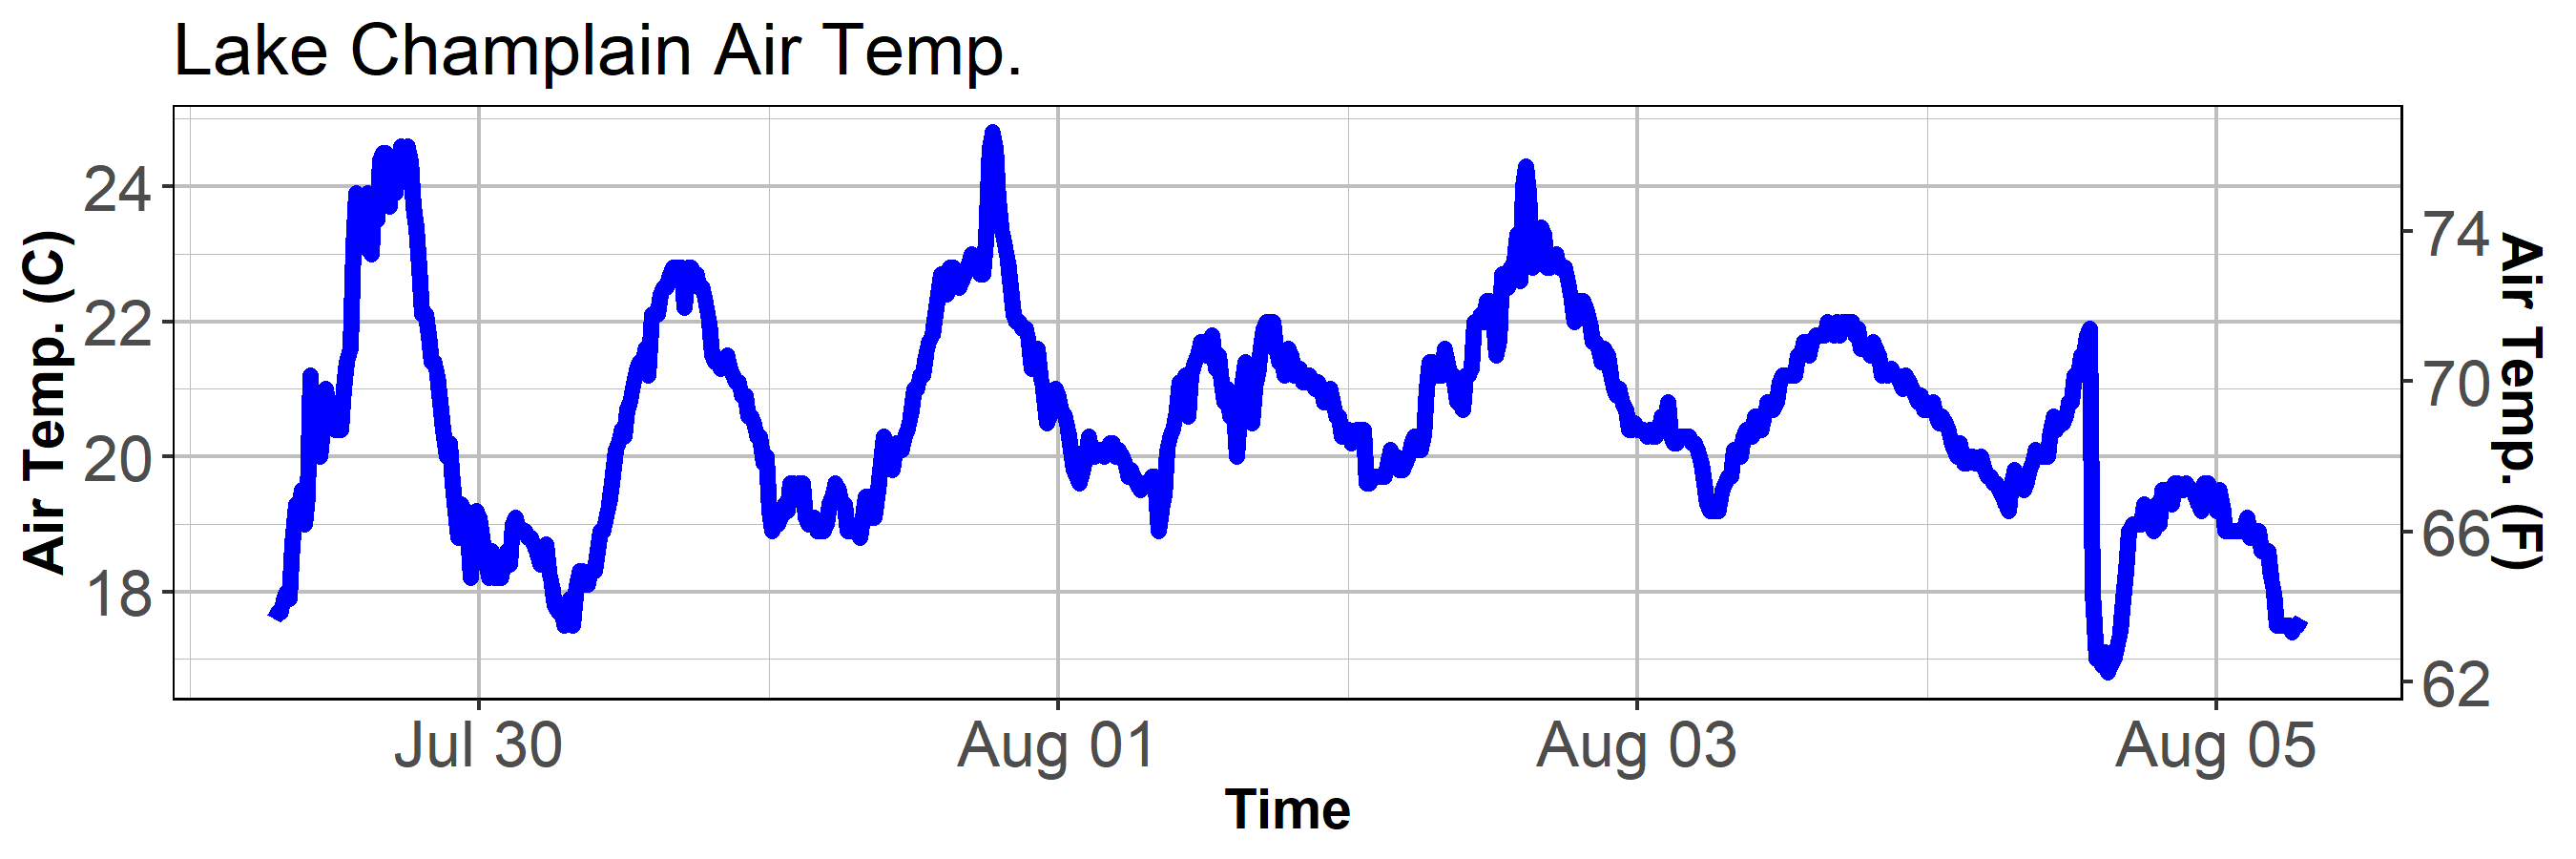 Lake Champlain Air Temp.
Air Temp. (C)
24
22
20
18
74
70
66
62
Air Temp. (F)
Jul 30
Aug 01
Aug 03
Aug 05
Time